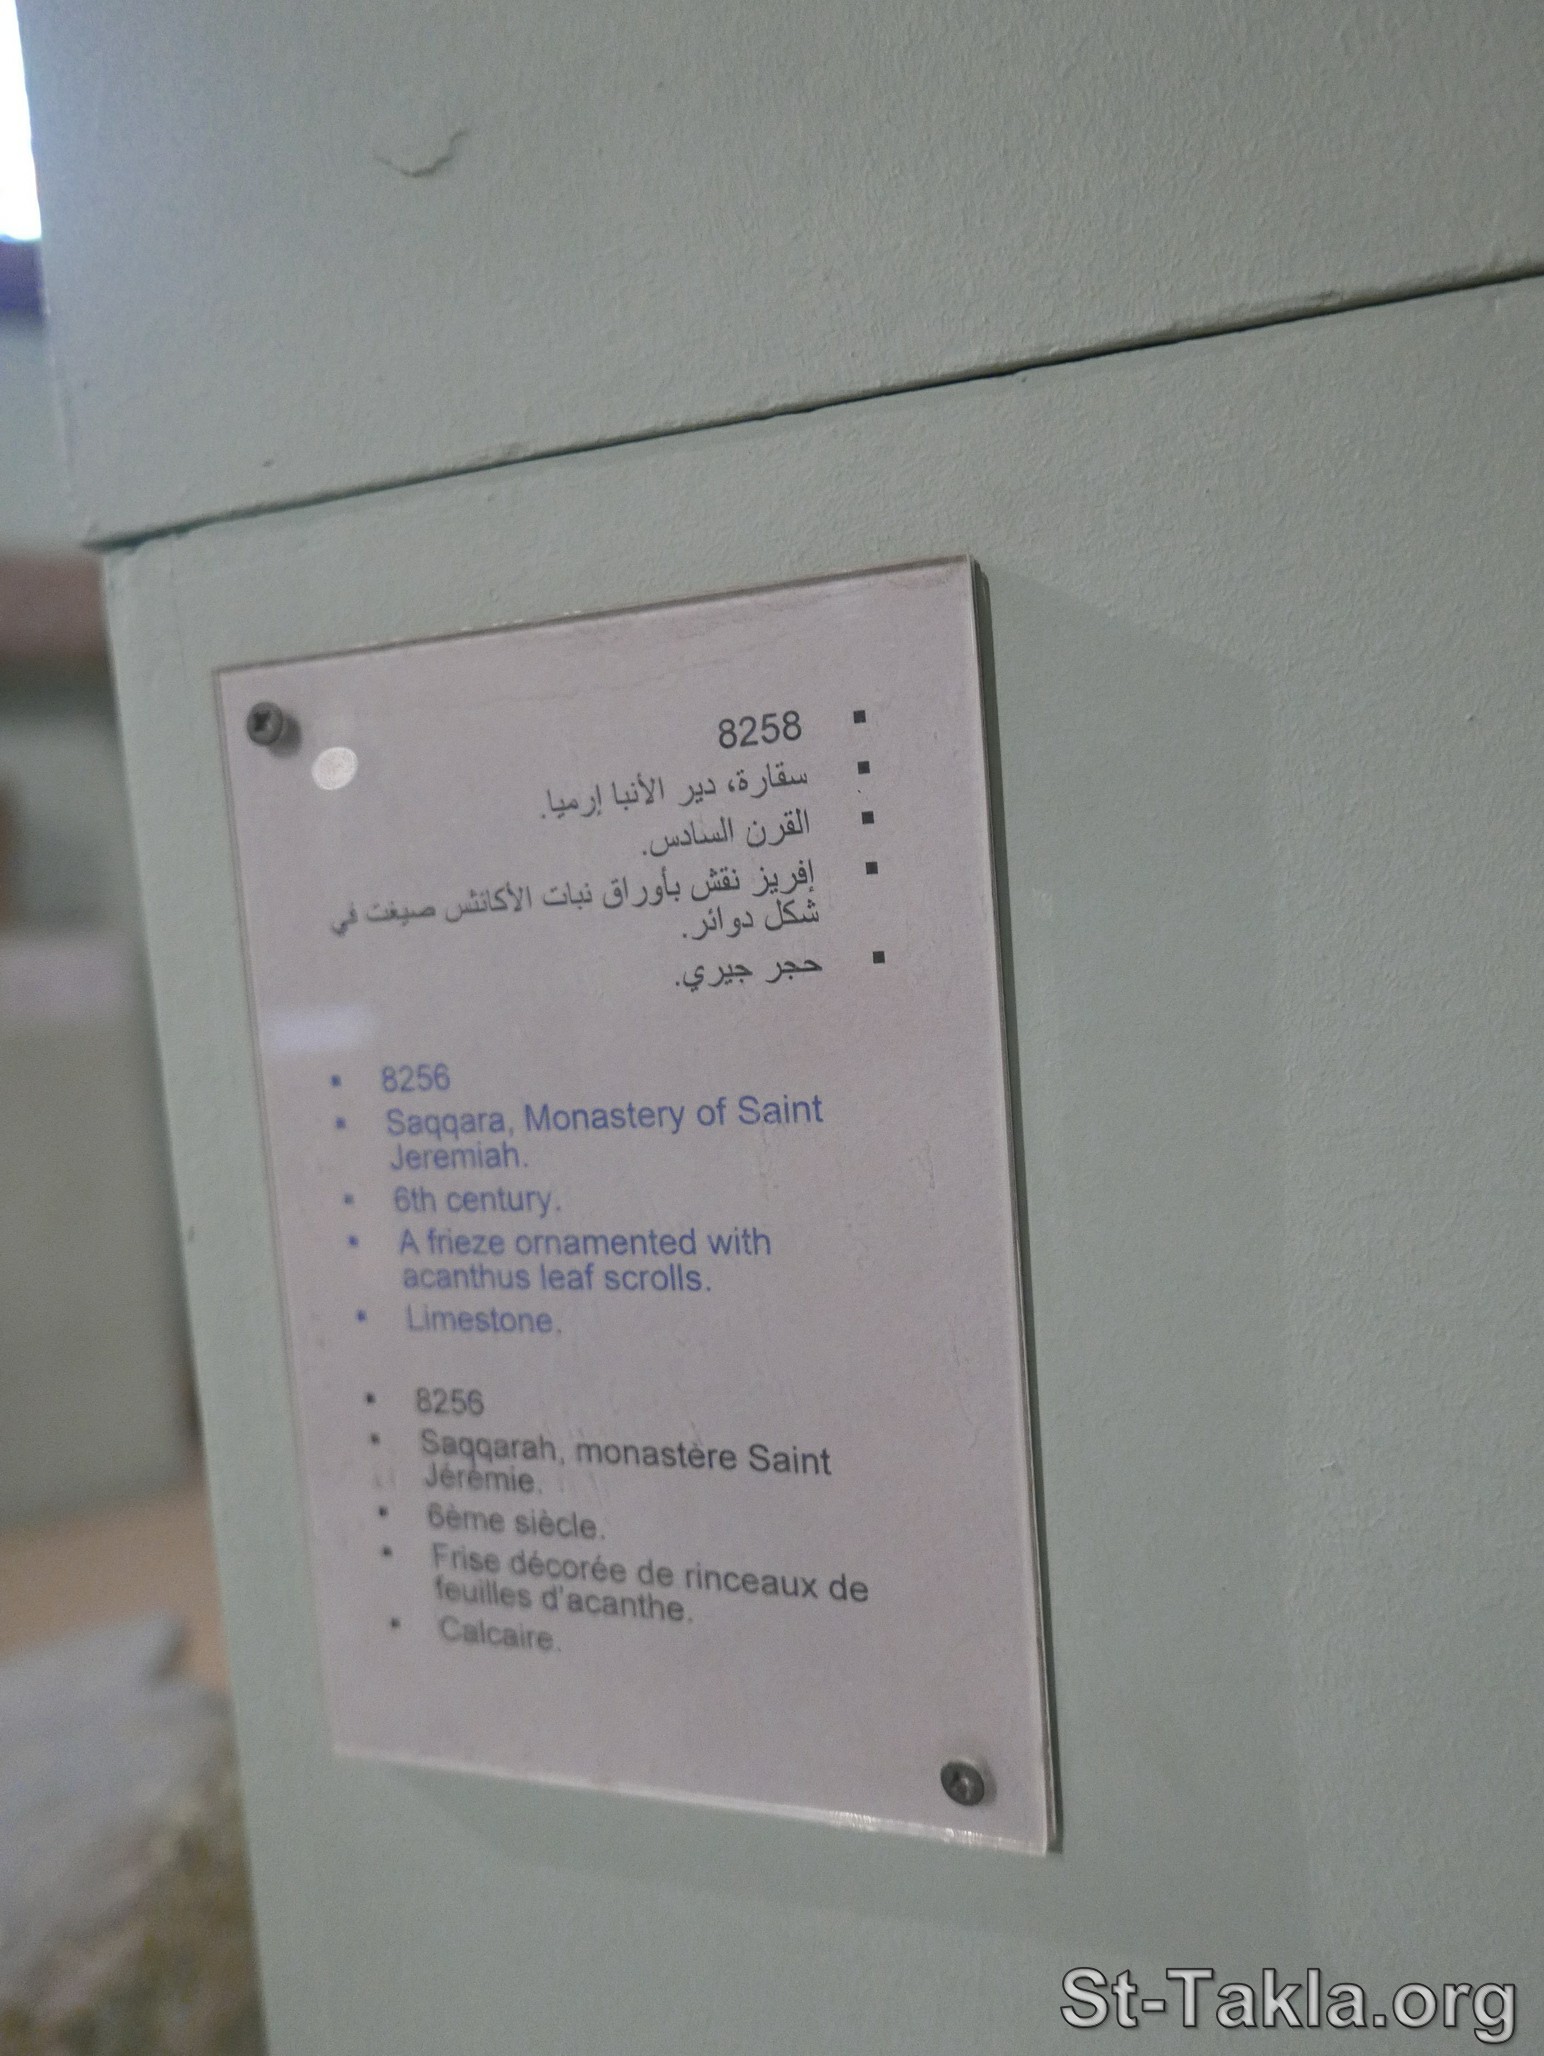 8258
سقارة، دير الأنبا إرميا.
القرن السادس.
إفريز نقش بأوراق نبات الأكانثس صيغت في
شكل دوائر.
حجر جيري.
8256
Saqqara, Monastery of Saint
Jeremiah.
6th century.
A frieze ornamented with
acanthus leaf scrolls.
Limestone.
8256
Saqqarah, monastère Saint
Jérémie.
6ème siècle.
Frise décorée de rinceaux de
feuilles d'acanthe.
Calcaire.
St-Takla.org